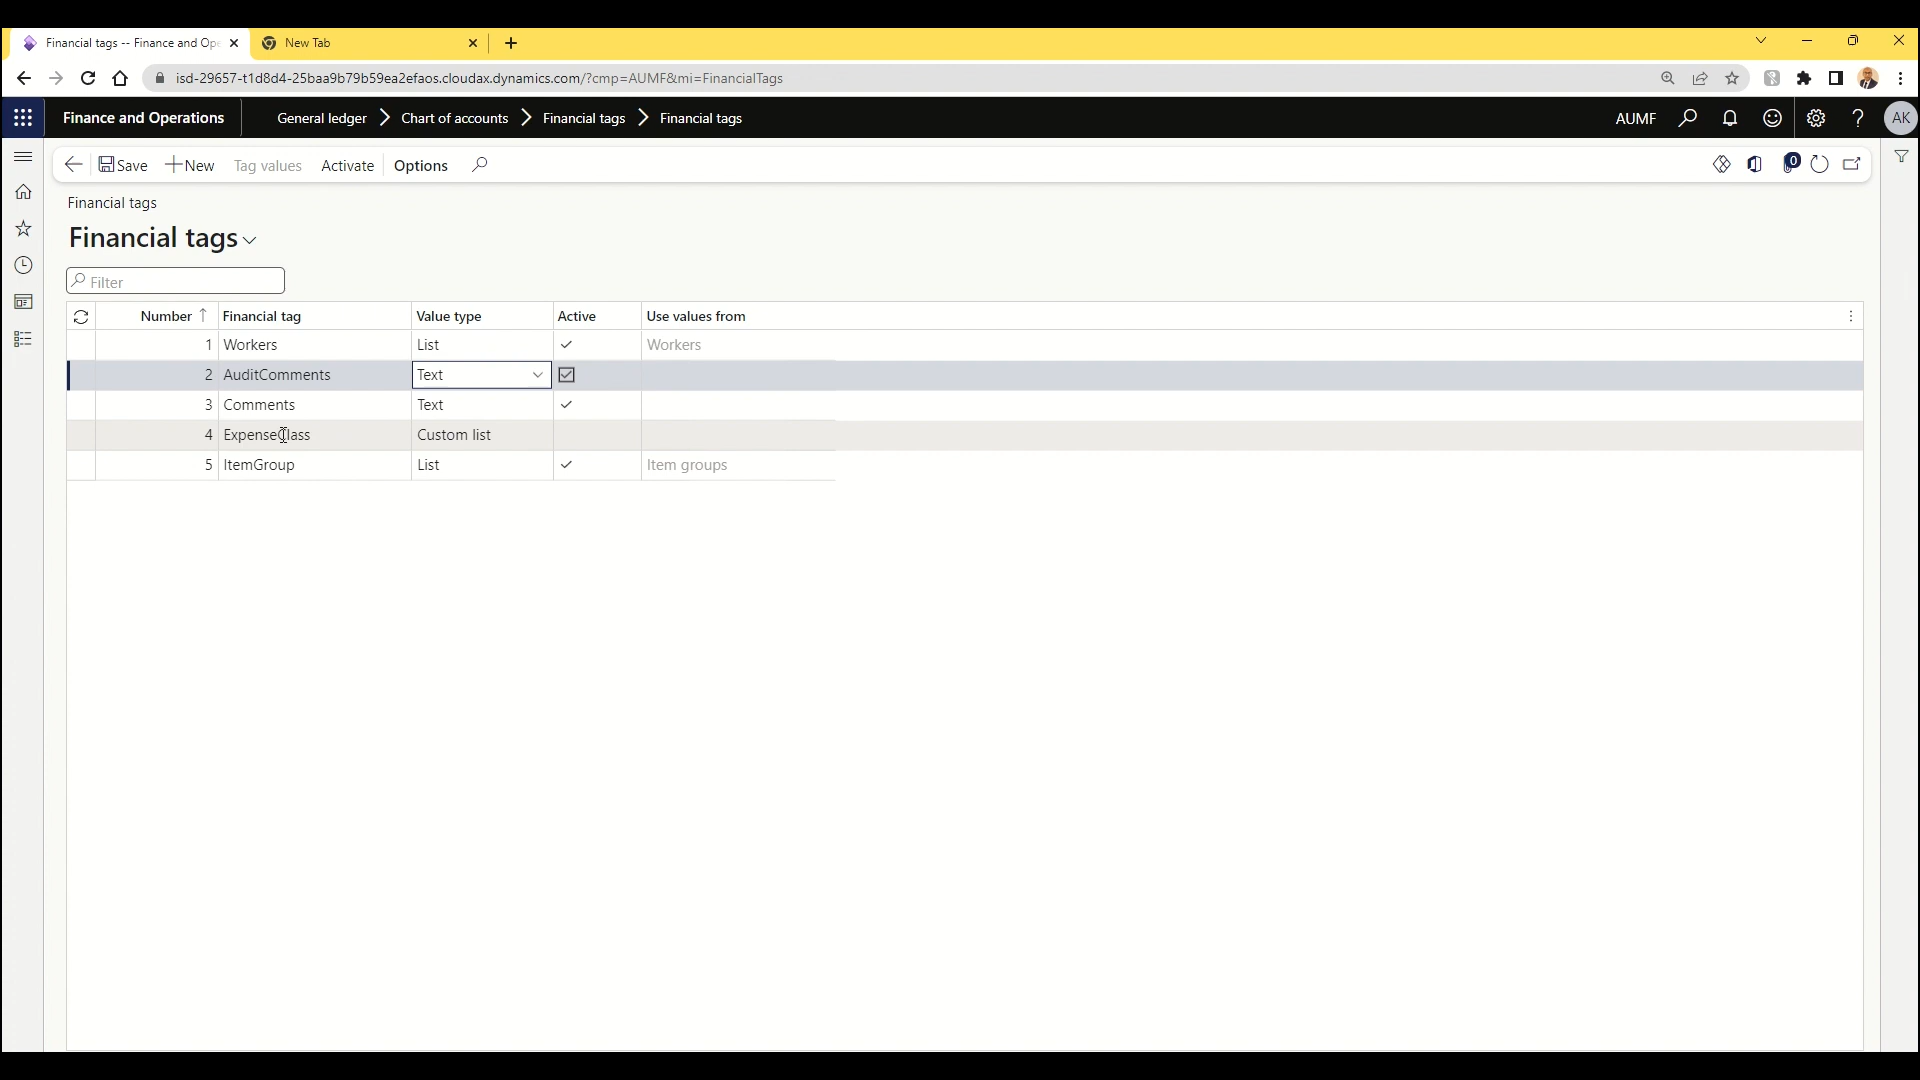 Financial tags -- Finance and Ope
New Tab
isd-29657-t1d8d4-25baa9b79b59ea2efaos.cloudax.dynamics.com/?cmp=AUMF&mi=FinancialTags
Finance and Operations
General ledger
Chart of accounts
Financial tags
Financial tags
AUMF
AK
Save
New
Tag values
Activate
Options
0
Financial tags
Financial tags
Filter
Number Financial tag Value type Active Use values from
1 Workers List Workers
2 AuditComments Text
3 Comments Text
4 ExpenseClass Custom list
5 ItemGroup List Item groups